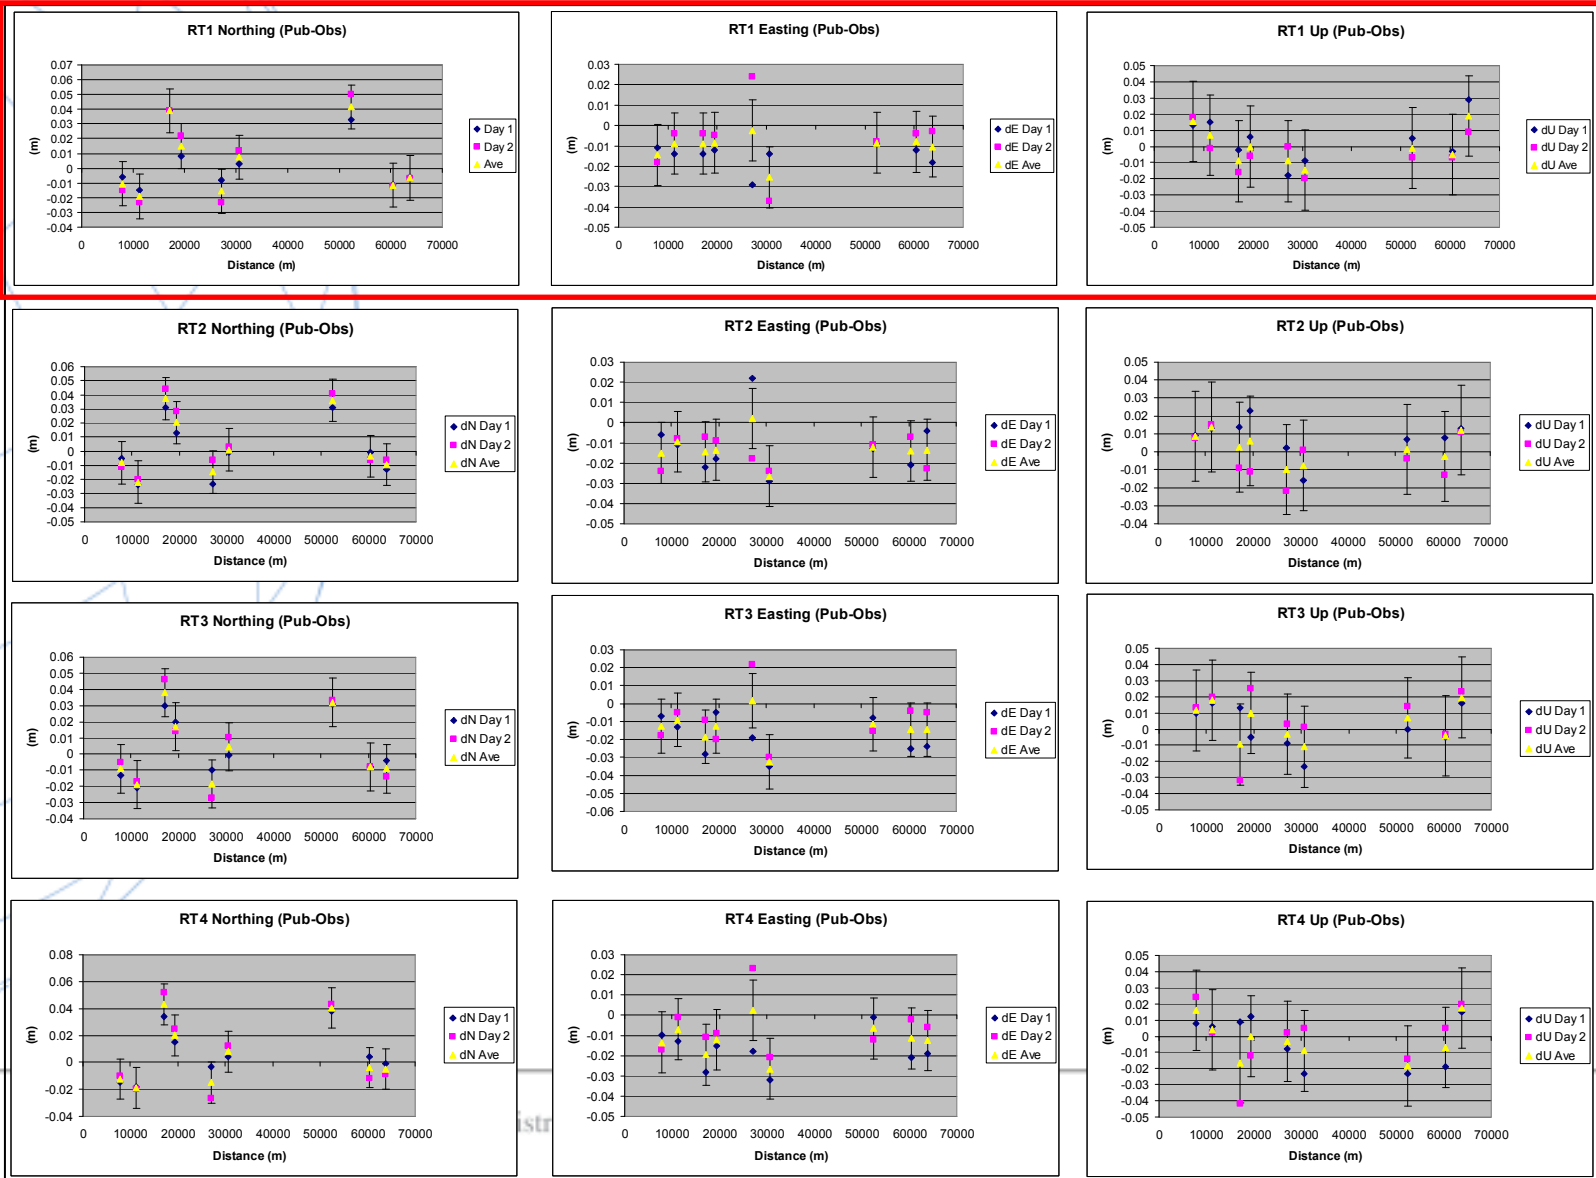 RT1 Northing (Pub-Obs)
0.07
0.06
0.05
0.04
0.03
0.02
0.01
0
-0.01
-0.02
-0.03
-0.04
(m)
0 10000 20000 30000 40000 50000 60000 70000
Distance (m)
Day 1
Day 2
Ave
RT1 Easting (Pub-Obs)
0.03
0.02
0.01
0
-0.01
-0.02
-0.03
-0.04
-0.05
(m)
0 10000 20000 30000 40000 50000 60000 70000
Distance (m)
dE Day 1
dE Day 2
dE Ave
RT1 Up (Pub-Obs)
0.05
0.04
0.03
0.02
0.01
0
-0.01
-0.02
-0.03
-0.04
-0.05
(m)
0 10000 20000 30000 40000 50000 60000 70000
Distance (m)
dU Day 1
dU Day 2
dU Ave
RT2 Northing (Pub-Obs)
0.06
0.05
0.04
0.03
0.02
0.01
0
-0.01
-0.02
-0.03
-0.04
-0.05
(m)
0 10000 20000 30000 40000 50000 60000 70000
Distance (m)
dN Day 1
dN Day 2
dN Ave
RT2 Easting (Pub-Obs)
0.03
0.02
0.01
0
-0.01
-0.02
-0.03
-0.04
-0.05
(m)
0 10000 20000 30000 40000 50000 60000 70000
Distance (m)
dE Day 1
dE Day 2
dE Ave
RT2 Up (Pub-Obs)
0.05
0.04
0.03
0.02
0.01
0
-0.01
-0.02
-0.03
-0.04
(m)
0 10000 20000 30000 40000 50000 60000 70000
Distance (m)
dU Day 1
dU Day 2
dU Ave
RT3 Northing (Pub-Obs)
0.06
0.05
0.04
0.03
0.02
0.01
0
-0.01
-0.02
-0.03
-0.04
(m)
0 10000 20000 30000 40000 50000 60000 70000
Distance (m)
dN Day 1
dN Day 2
dN Ave
RT3 Easting (Pub-Obs)
0.03
0.02
0.01
0
-0.01
-0.02
-0.03
-0.04
-0.05
-0.06
(m)
0 10000 20000 30000 40000 50000 60000 70000
Distance (m)
dE Day 1
dE Day 2
dE Ave
RT3 Up (Pub-Obs)
0.05
0.04
0.03
0.02
0.01
0
-0.01
-0.02
-0.03
-0.04
-0.05
(m)
0 10000 20000 30000 40000 50000 60000 70000
Distance (m)
dU Day 1
dU Day 2
dU Ave
RT4 Northing (Pub-Obs)
0.08
0.06
0.04
0.02
0
-0.02
-0.04
(m)
0 10000 20000 30000 40000 50000 60000 70000
Distance (m)
dN Day 1
dN Day 2
dN Ave
istr
RT4 Easting (Pub-Obs)
0.03
0.02
0.01
0
-0.01
-0.02
-0.03
-0.04
-0.05
(m)
0 10000 20000 30000 40000 50000 60000 70000
Distance (m)
dE Day 1
dE Day 2
dE Ave
RT4 Up (Pub-Obs)
0.05
0.04
0.03
0.02
0.01
0
-0.01
-0.02
-0.03
-0.04
-0.05
(m)
0 10000 20000 30000 40000 50000 60000 70000
Distance (m)
dU Day 1
dU Day 2
dU Ave